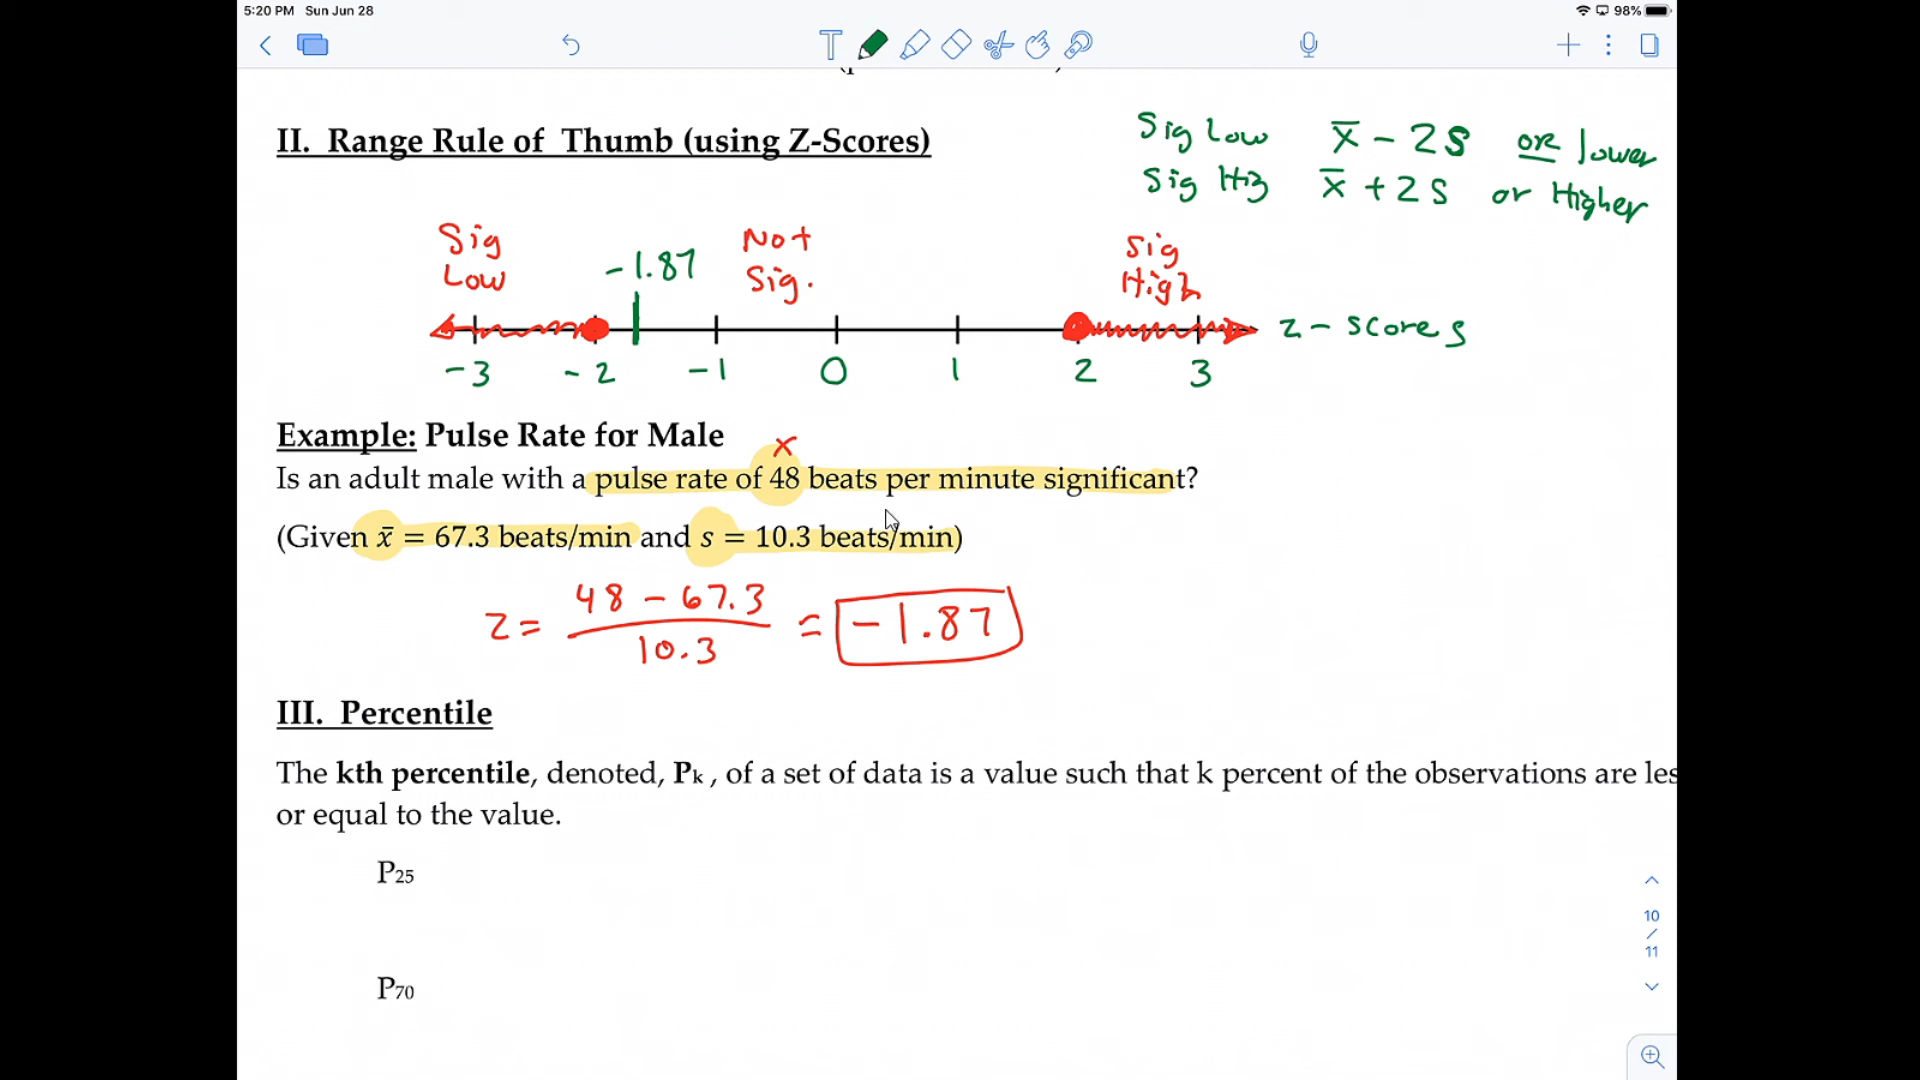 5:20 PM Sun Jun 28
98%
II. Range Rule of Thumb (using Z-Scores)
Sig Low x̄ - 2s or lower
Sig Hig x̄ + 2s or Higher
Sig Low
-1.87
Not Sig.
Sig High
z - scores
-3 -2 -1 0 1 2 3
Example: Pulse Rate for Male
x
Is an adult male with a pulse rate of 48 beats per minute significant?
(Given x̄ = 67.3 beats/min and s = 10.3 beats/min)
z = 48 - 67.3 / 10.3 = -1.87
III. Percentile
The kth percentile, denoted, Pk , of a set of data is a value such that k percent of the observations are les
or equal to the value.
P25
P70
10
/
11